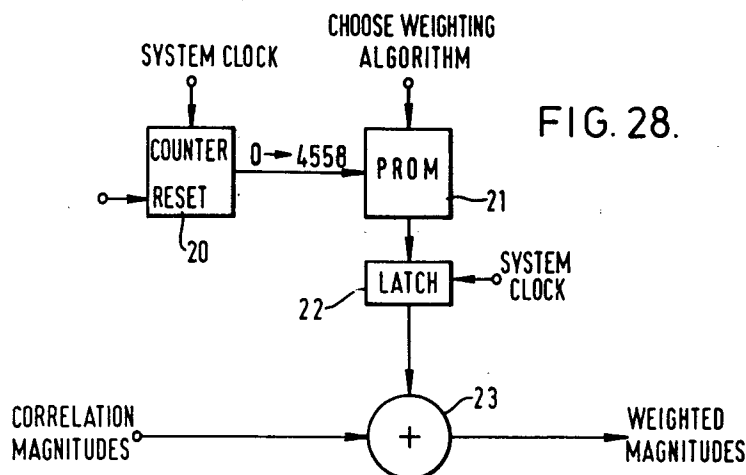 CHOOSE WEIGHTING
ALGORITHM
SYSTEM CLOCK
FIG. 28.
COUNTER
RESET
20
0→4558
PROM
21
LATCH
22
SYSTEM
CLOCK
23
+
CORRELATION
MAGNITUDES
WEIGHTED
MAGNITUDES